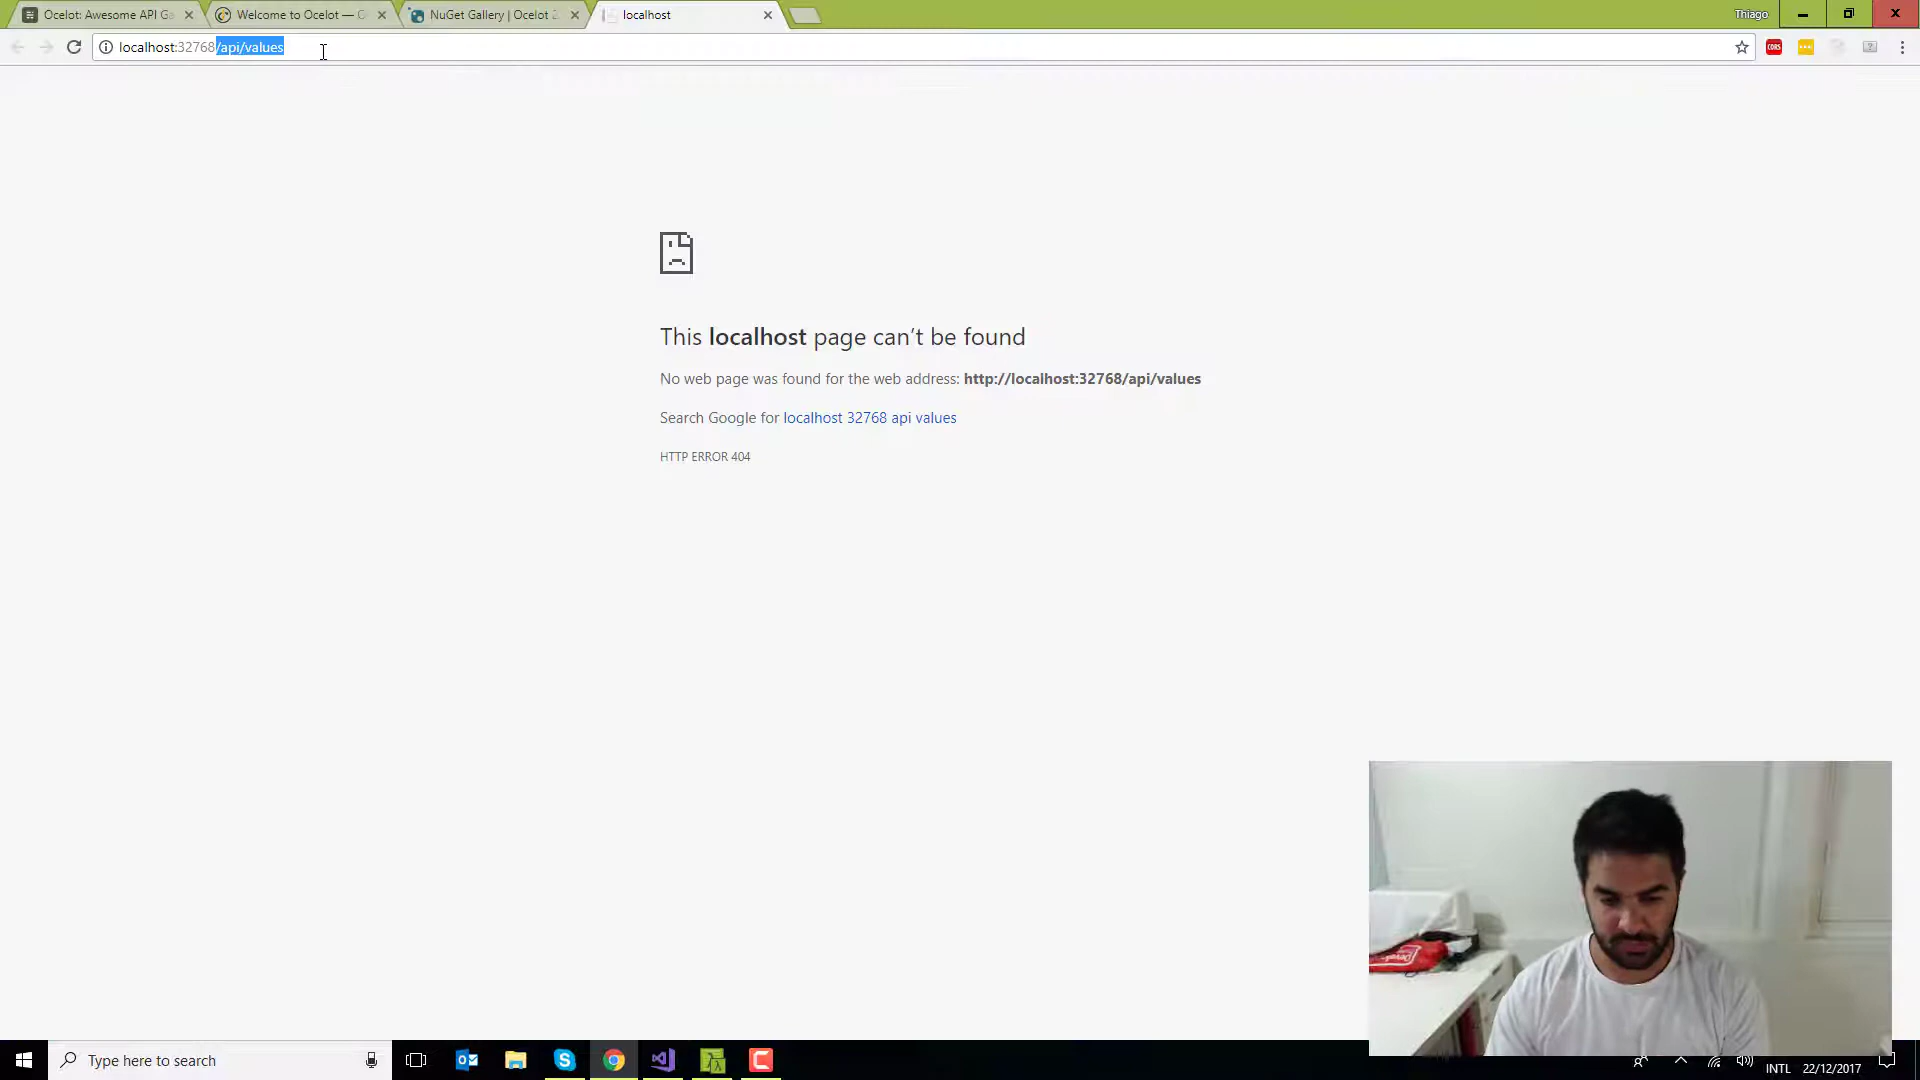 Ocelot: Awesome API Ga
Welcome to Ocelot —
NuGet Gallery | Ocelot 2.
localhost
Thiago
localhost:32768/api/values
This localhost page can’t be found
No web page was found for the web address: http://localhost:32768/api/values
Search Google for localhost 32768 api values
HTTP ERROR 404
Type here to search
INTL
22/12/2017